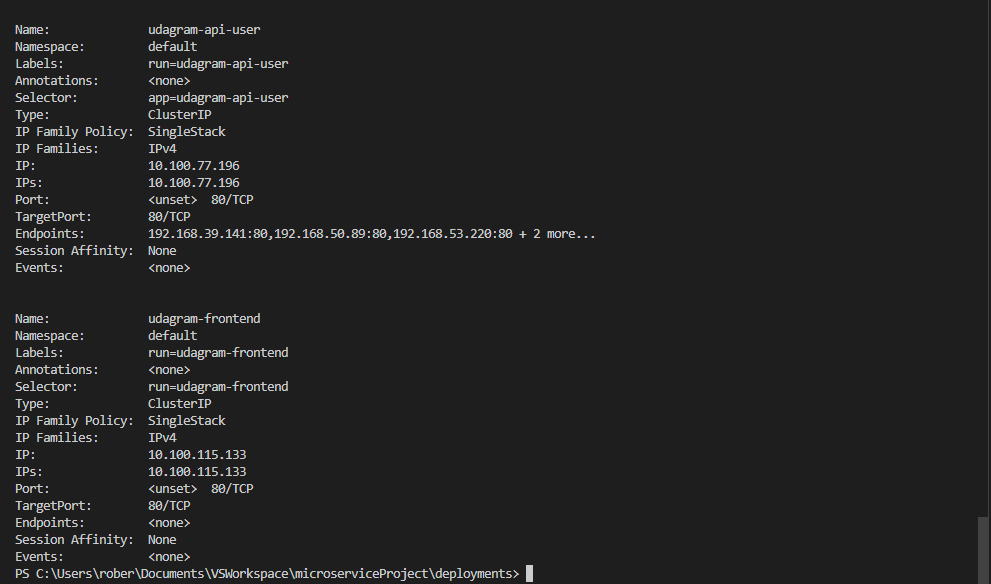 Name:              udagram-api-user
Namespace:         default
Labels:            run=udagram-api-user
Annotations:       <none>
Selector:          app=udagram-api-user
Type:              ClusterIP
IP Family Policy:  SingleStack
IP Families:       IPv4
IP:                10.100.77.196
IPs:               10.100.77.196
Port:              <unset>  80/TCP
TargetPort:        80/TCP
Endpoints:         192.168.39.141:80,192.168.50.89:80,192.168.53.220:80 + 2 more...
Session Affinity:  None
Events:            <none>
Name:              udagram-frontend
Namespace:         default
Labels:            run=udagram-frontend
Annotations:       <none>
Selector:          run=udagram-frontend
Type:              ClusterIP
IP Family Policy:  SingleStack
IP Families:       IPv4
IP:                10.100.115.133
IPs:               10.100.115.133
Port:              <unset>  80/TCP
TargetPort:        80/TCP
Endpoints:         <none>
Session Affinity:  None
Events:            <none>
PS C:\Users\rober\Documents\VSWorkspace\microserviceProject\deployments>